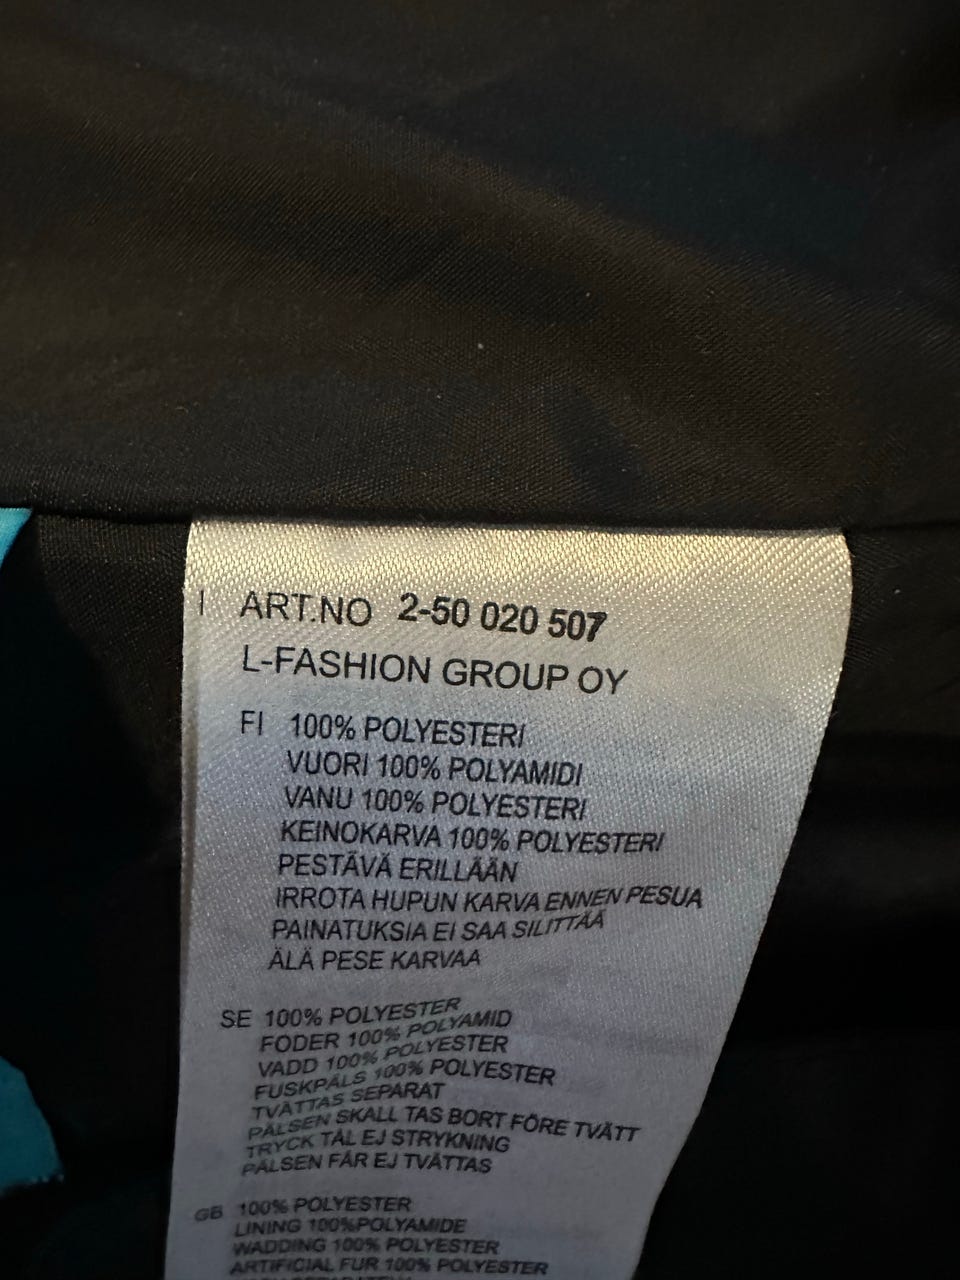 ART.NO 2-50 020 507
L-FASHION GROUP OY
FI 100% POLYESTERI
VUORI 100% POLYAMIDI
VANU 100% POLYESTERI
KEINOKARVA 100% POLYESTERI
PESTÄVÄ ERILLÄÄN
IRROTA HUPUN KARVA ENNEN PESUA
PAINATUKSIA EI SAA SILITTÄÄ
ÄLÄ PESE KARVAA
SE 100% POLYESTER
FODER 100% POLYAMID
VADD 100% POLYESTER
FUSKPÄLS 100% POLYESTER
TVÄTTAS SEPARAT
PÄLSEN SKALL TAS BORT FÖRE TVÄTT
TRYCK TÅL EJ STRYKNING
PÄLSEN FÅR EJ TVÄTTAS
GB 100% POLYESTER
LINING 100%POLYAMIDE
WADDING 100% POLYESTER
ARTIFICIAL FUR 100% POLYESTER